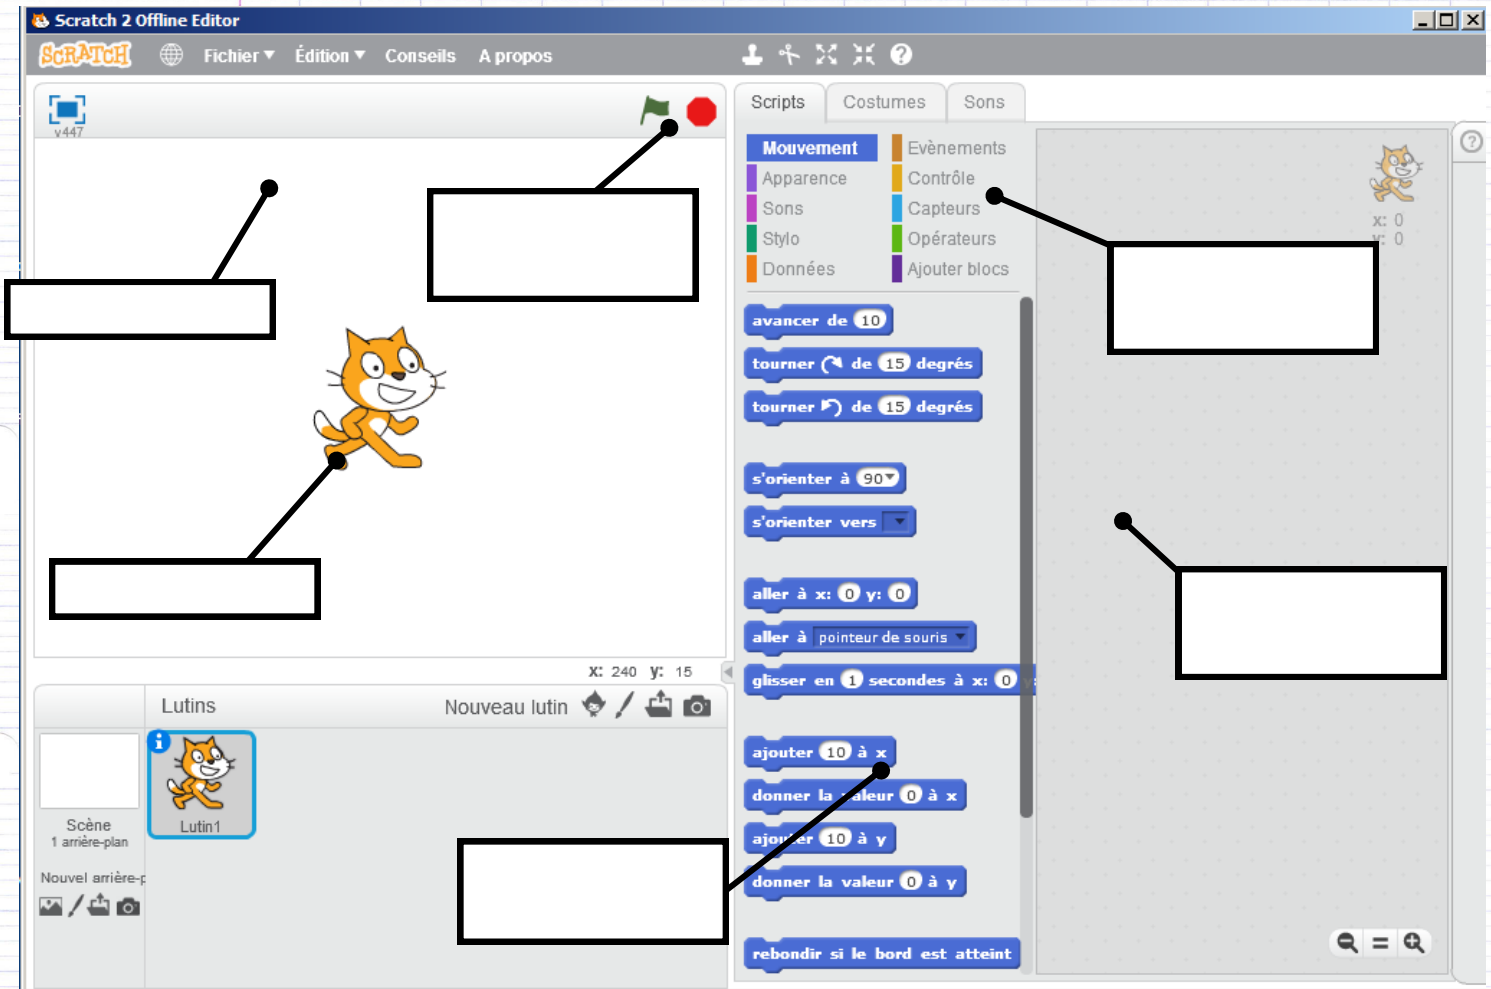 Scratch 2 Offline Editor
SCRATCH Fichier Édition Conseils A propos
v447
Scripts Costumes Sons
Mouvement Evènements
Apparence Contrôle
Sons Capteurs
Stylo Opérateurs
Données Ajouter blocs
x: 0
y: 0
avancer de 10
tourner de 15 degrés
tourner de 15 degrés
s'orienter à 90
s'orienter vers
aller à x: 0 y: 0
aller à pointeur de souris
glisser en 1 secondes à x: 0 y:
ajouter 10 à x
donner la valeur 0 à x
ajouter 10 à y
donner la valeur 0 à y
rebondir si le bord est atteint
x: 240 y: 15
Lutins Nouveau lutin
Scène
1 arrière-plan
Lutin1
Nouvel arrière-p